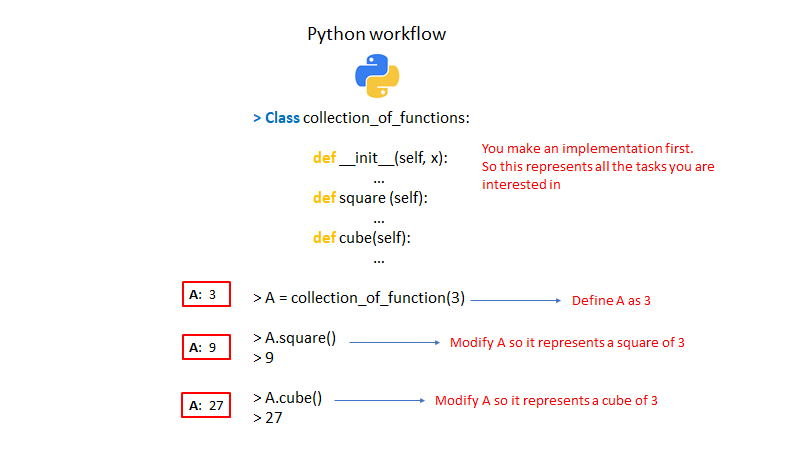 Python workflow
> Class collection_of_functions:
You make an implementation first.
So this represents all the tasks you are
interested in
def __init__(self, x):
...
def square (self):
...
def cube(self):
...
A: 3
> A = collection_of_function(3)
Define A as 3
A: 9
> A.square()
> 9
Modify A so it represents a square of 3
A: 27
> A.cube()
> 27
Modify A so it represents a cube of 3